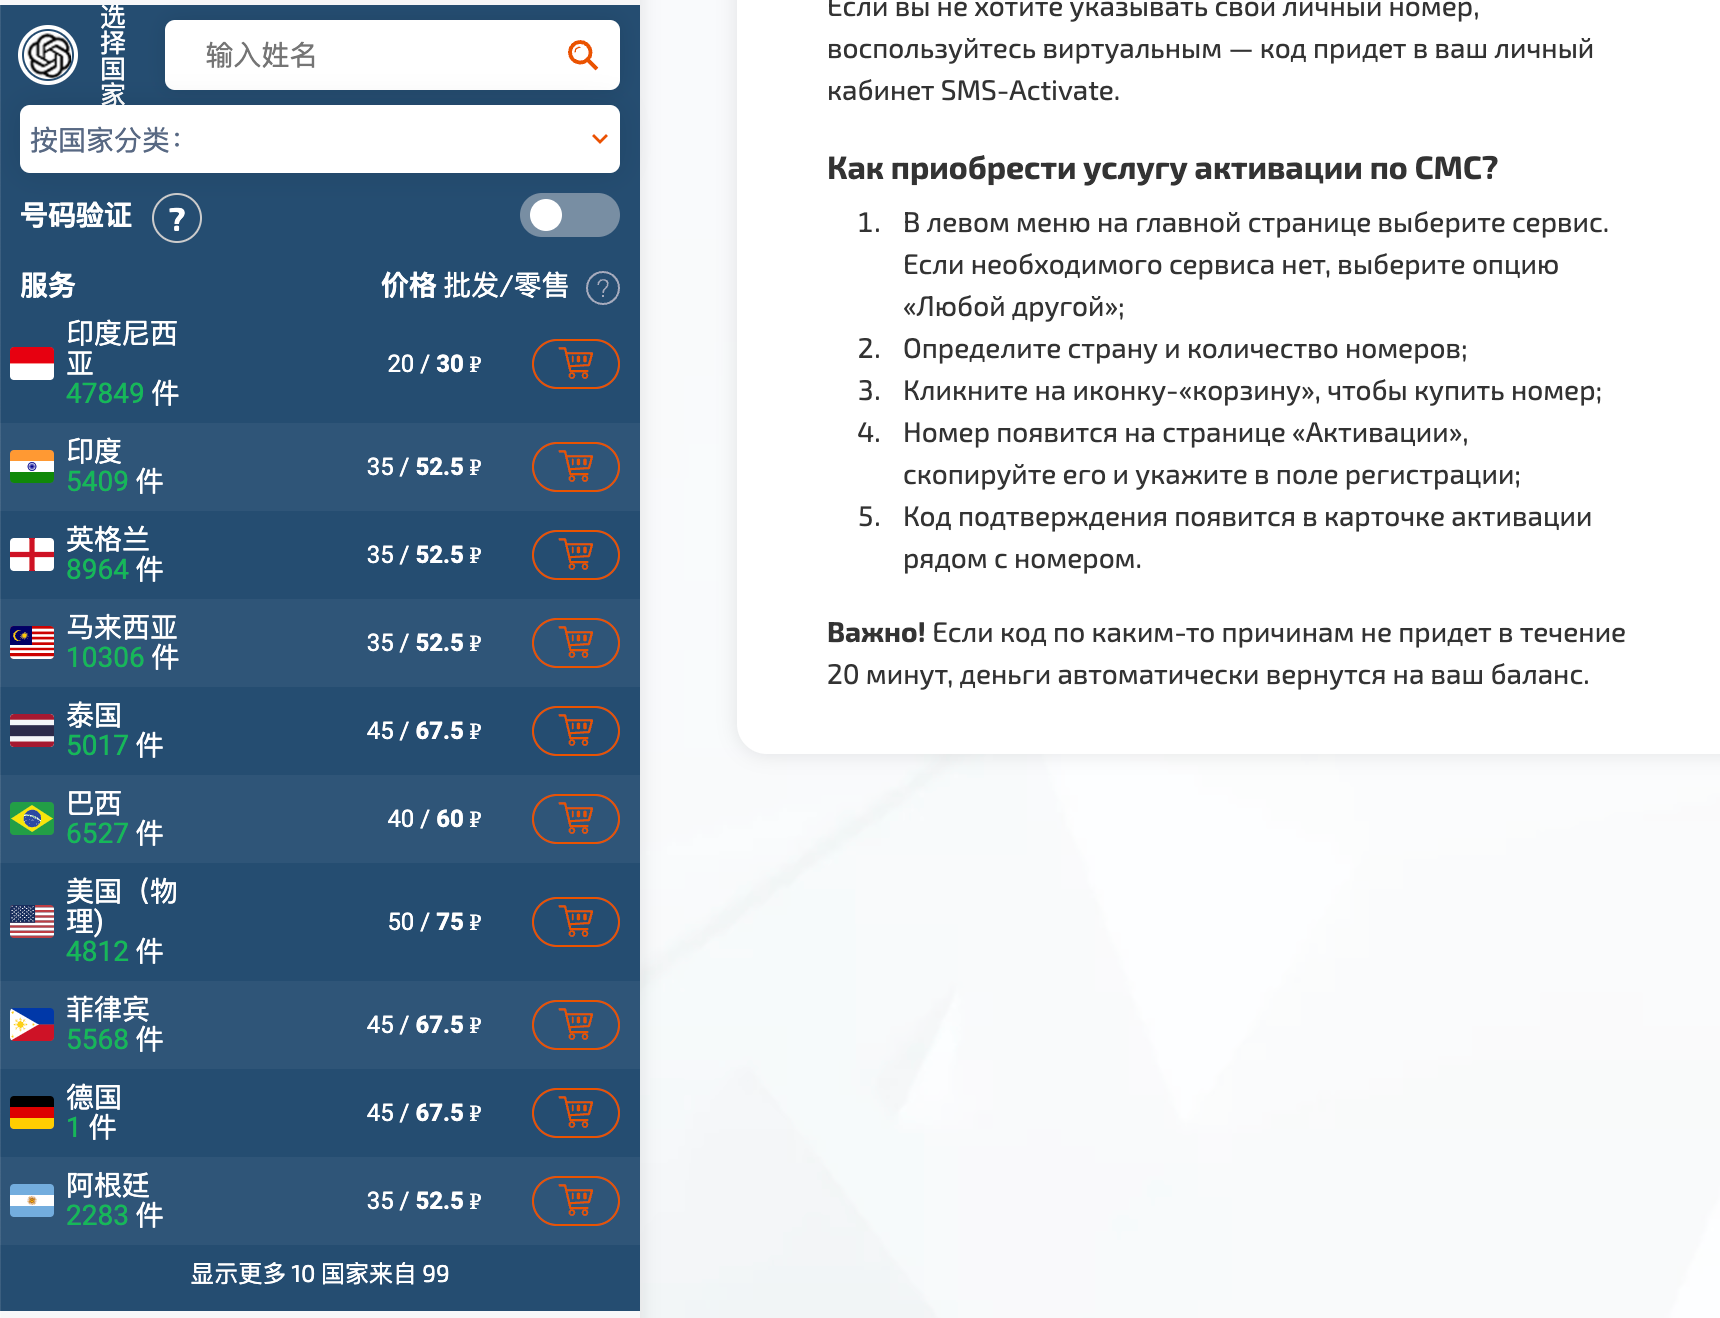 选
择
国
家
输入姓名
按国家分类:
号码验证 ?
服务 价格 批发/零售 ?
印度尼西
亚
47849 件
20 / 30 ₽
印度
5409 件
35 / 52.5 ₽
英格兰
8964 件
35 / 52.5 ₽
马来西亚
10306 件
35 / 52.5 ₽
泰国
5017 件
45 / 67.5 ₽
巴西
6527 件
40 / 60 ₽
美国（物
理)
4812 件
50 / 75 ₽
菲律宾
5568 件
45 / 67.5 ₽
德国
1 件
45 / 67.5 ₽
阿根廷
2283 件
35 / 52.5 ₽
显示更多 10 国家来自 99
Если вы не хотите указывать свой личный номер,
воспользуйтесь виртуальным — код придет в ваш личный
кабинет SMS-Activate.
Как приобрести услугу активации по СМС?
1. В левом меню на главной странице выберите сервис.
Если необходимого сервиса нет, выберите опцию
«Любой другой»;
2. Определите страну и количество номеров;
3. Кликните на иконку-«корзину», чтобы купить номер;
4. Номер появится на странице «Активации»,
скопируйте его и укажите в поле регистрации;
5. Код подтверждения появится в карточке активации
рядом с номером.
Важно! Если код по каким-то причинам не придет в течение
20 минут, деньги автоматически вернутся на ваш баланс.